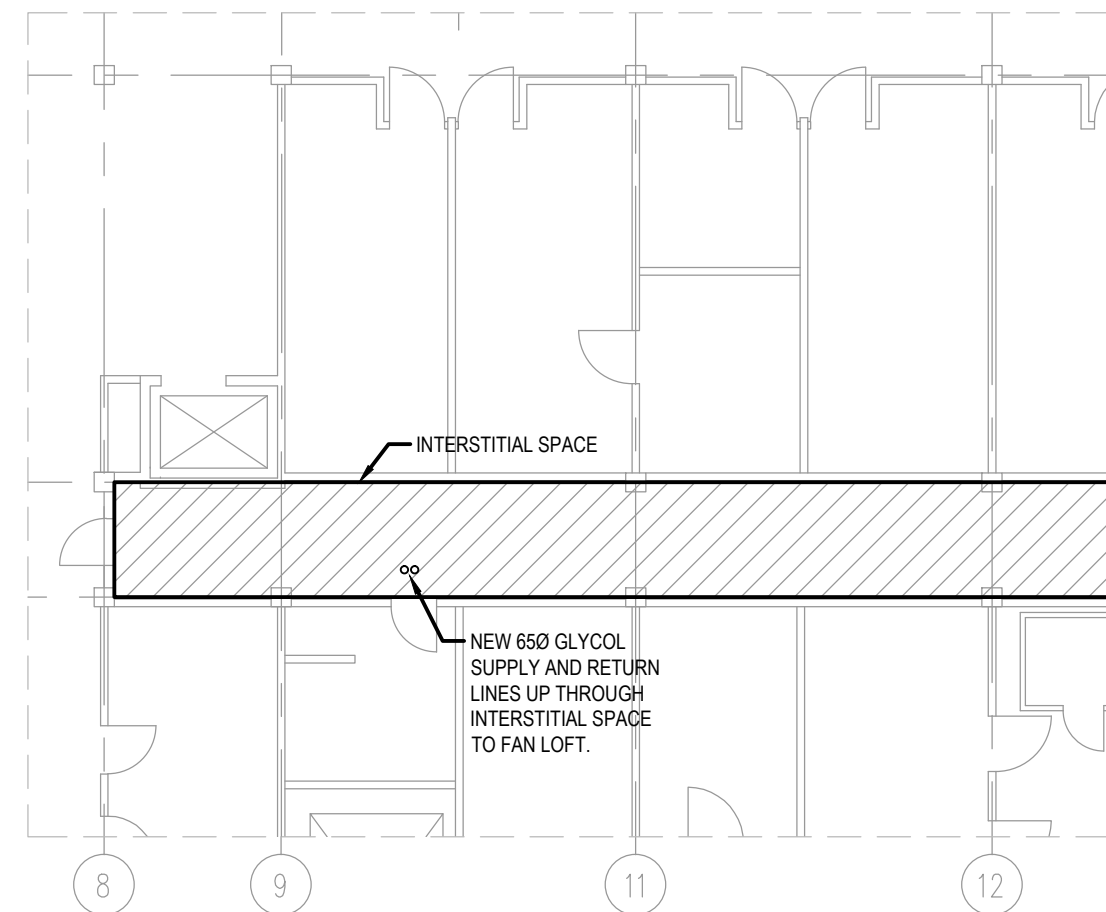 INTERSTITIAL SPACE
NEW 65Ø GLYCOL
SUPPLY AND RETURN
LINES UP THROUGH
INTERSTITIAL SPACE
TO FAN LOFT.
8
9
11
12